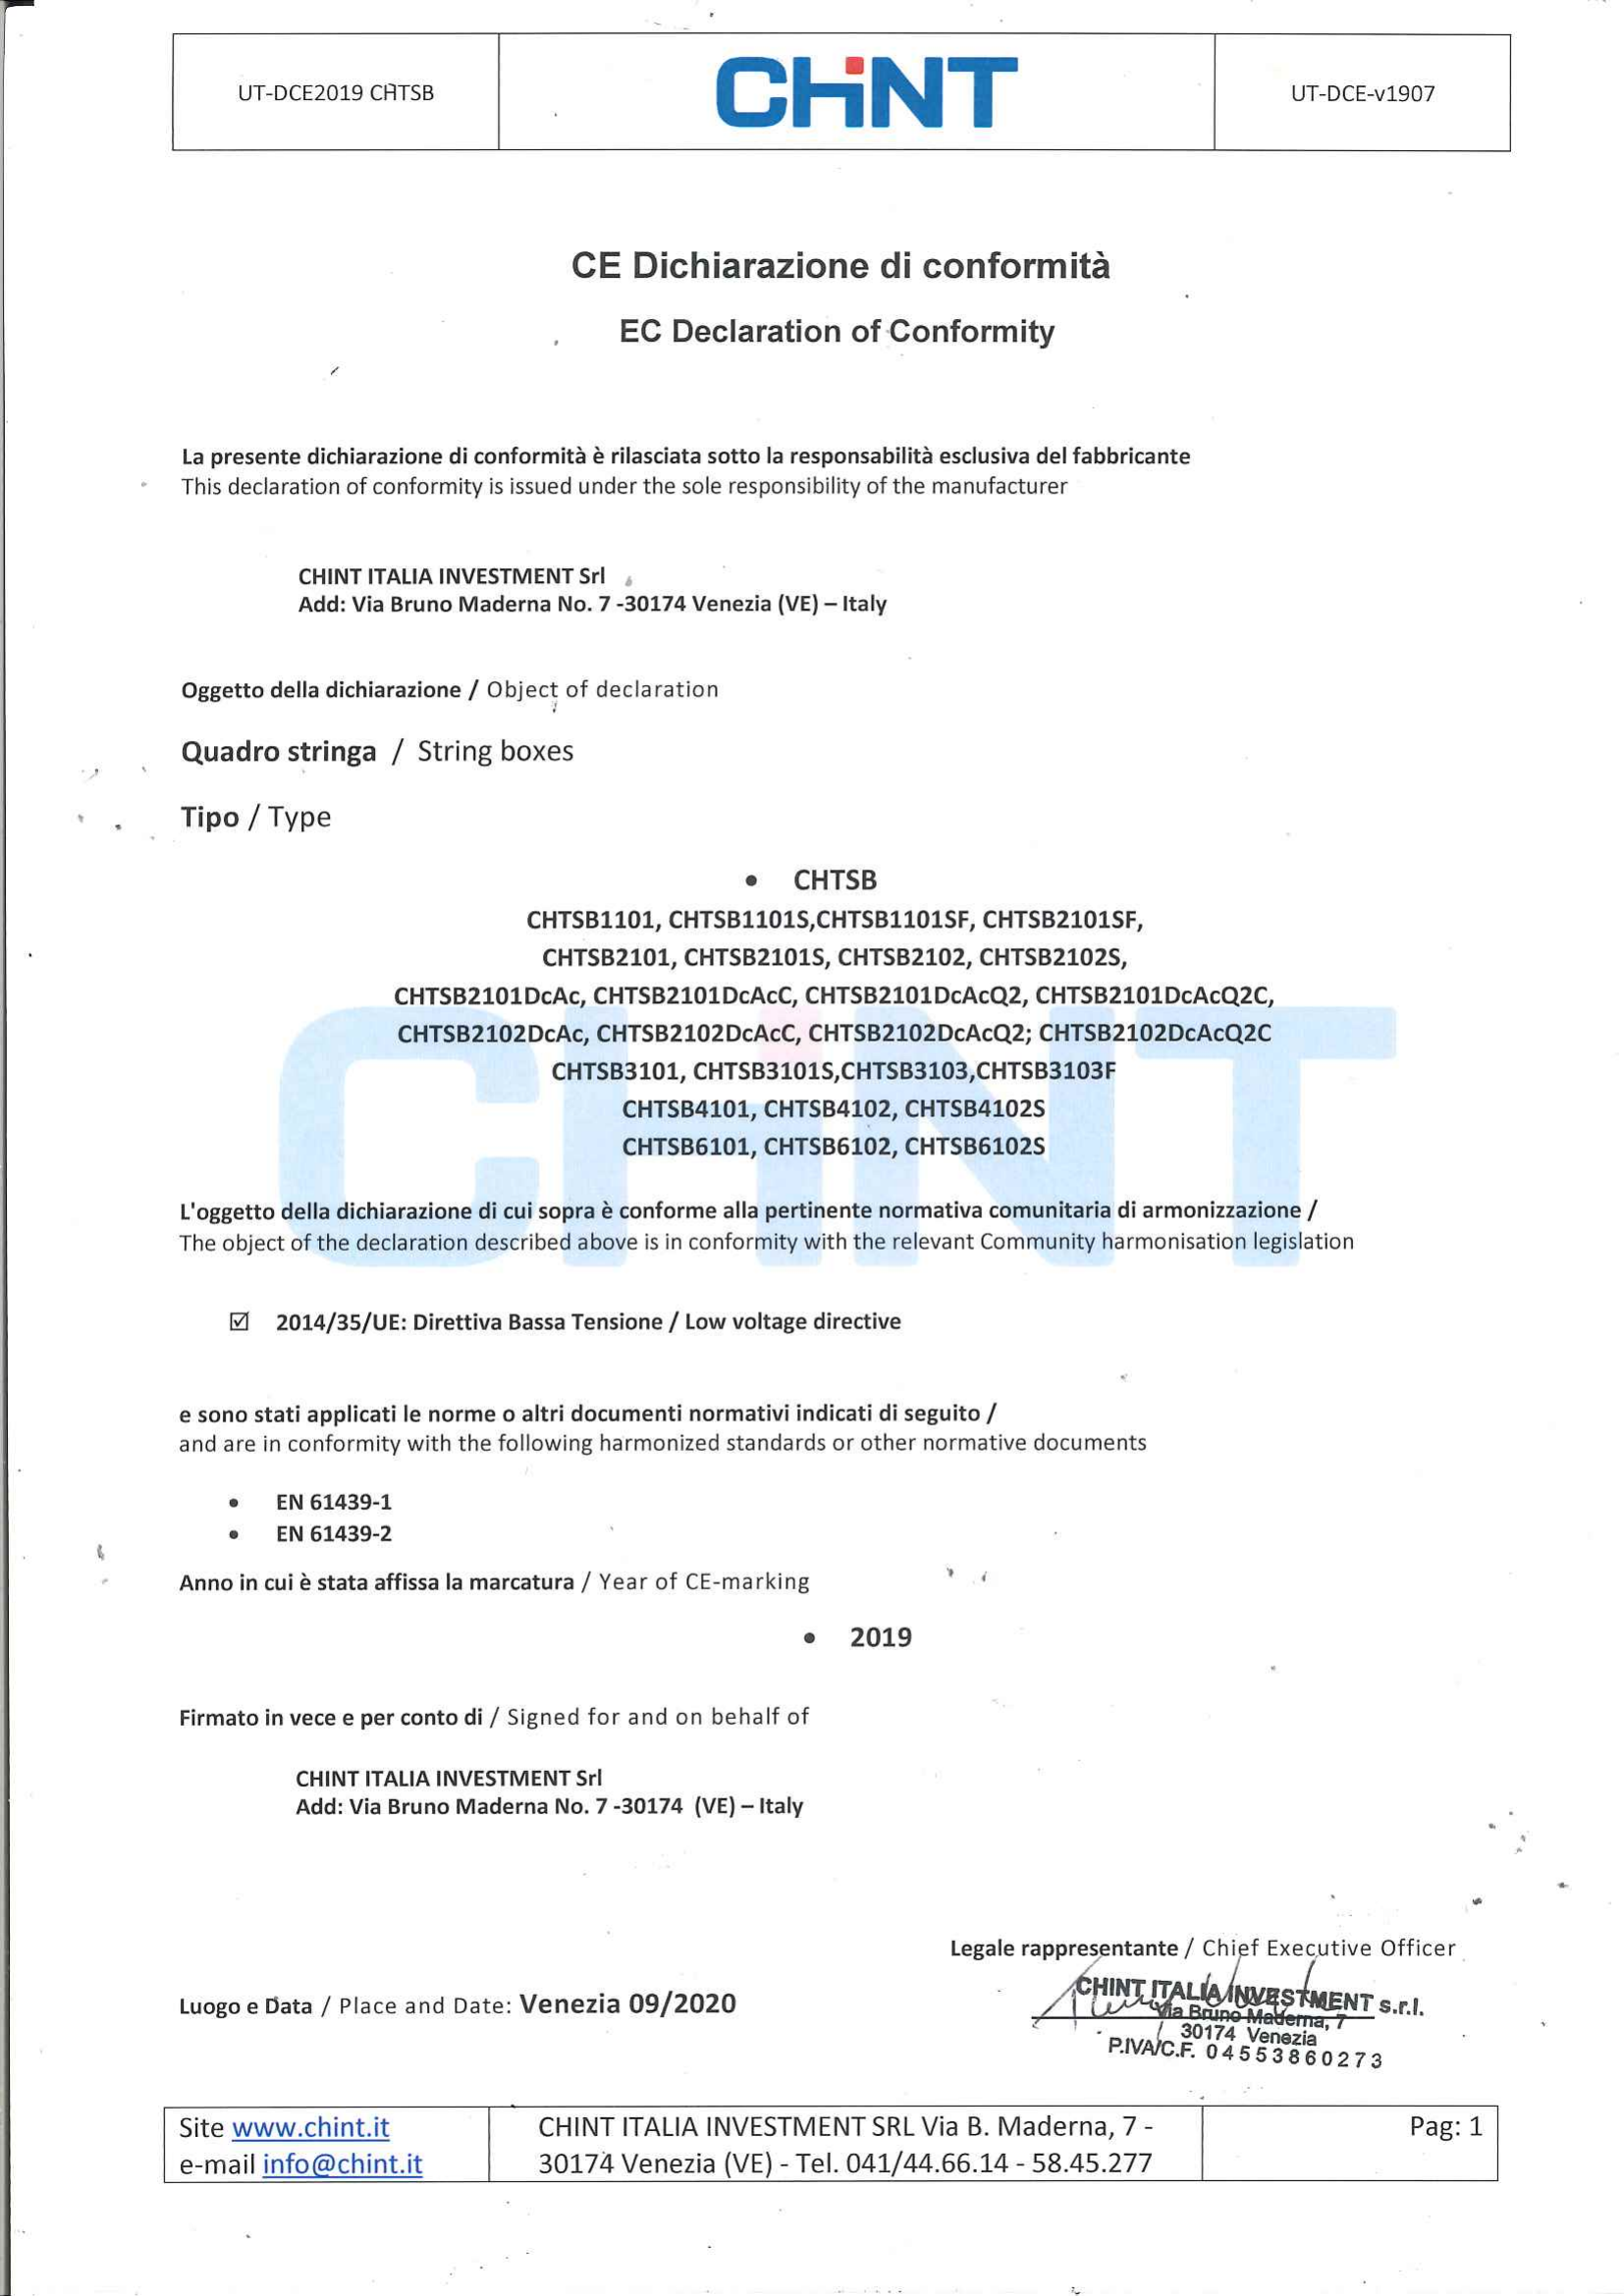 UT-DCE2019 CHTSB
CHiNT
UT-DCE-v1907
CE Dichiarazione di conformità
EC Declaration of Conformity
La presente dichiarazione di conformità è rilasciata sotto la responsabilità esclusiva del fabbricante
This declaration of conformity is issued under the sole responsibility of the manufacturer
CHINT ITALIA INVESTMENT Srl
Add: Via Bruno Maderna No. 7 -30174 Venezia (VE) – Italy
Oggetto della dichiarazione / Object of declaration
Quadro stringa / String boxes
Tipo / Type
• CHTSB
CHTSB1101, CHTSB1101S,CHTSB1101SF, CHTSB2101SF,
CHTSB2101, CHTSB2101S, CHTSB2102, CHTSB2102S,
CHTSB2101DcAc, CHTSB2101DcAcC, CHTSB2101DcAcQ2, CHTSB2101DcAcQ2C,
CHTSB2102DcAc, CHTSB2102DcAcC, CHTSB2102DcAcQ2; CHTSB2102DcAcQ2C
CHTSB3101, CHTSB3101S,CHTSB3103,CHTSB3103F
CHTSB4101, CHTSB4102, CHTSB4102S
CHTSB6101, CHTSB6102, CHTSB6102S
CHiNT
L'oggetto della dichiarazione di cui sopra è conforme alla pertinente normativa comunitaria di armonizzazione /
The object of the declaration described above is in conformity with the relevant Community harmonisation legislation
☑ 2014/35/UE: Direttiva Bassa Tensione / Low voltage directive
e sono stati applicati le norme o altri documenti normativi indicati di seguito /
and are in conformity with the following harmonized standards or other normative documents
• EN 61439-1
• EN 61439-2
Anno in cui è stata affissa la marcatura / Year of CE-marking
• 2019
Firmato in vece e per conto di / Signed for and on behalf of
CHINT ITALIA INVESTMENT Srl
Add: Via Bruno Maderna No. 7 -30174 (VE) – Italy
Legale rappresentante / Chief Executive Officer
Luogo e Data / Place and Date: Venezia 09/2020
CHINT ITALIA INVESTMENT s.r.l.
Via Bruno Maderna, 7
30174 Venezia
P.IVA/C.F. 04553860273
Site www.chint.it
e-mail info@chint.it
CHINT ITALIA INVESTMENT SRL Via B. Maderna, 7 -
30174 Venezia (VE) - Tel. 041/44.66.14 - 58.45.277
Pag: 1